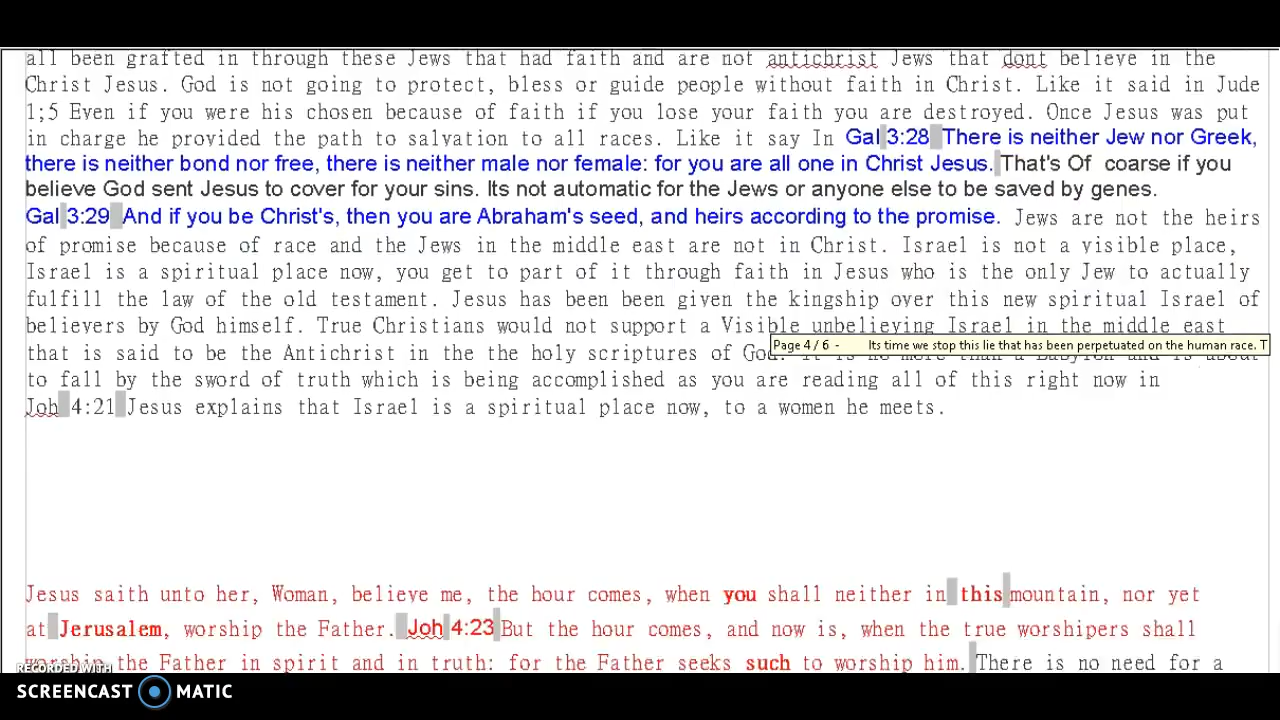 all been grafted in through these Jews that had faith and are not antichrist Jews that dont believe in the
Christ Jesus. God is not going to protect, bless or guide people without faith in Christ. Like it said in Jude
1;5 Even if you were his chosen because of faith if you lose your faith you are destroyed. Once Jesus was put
in charge he provided the path to salvation to all races. Like it say In Gal 3:28 There is neither Jew nor Greek,
there is neither bond nor free, there is neither male nor female: for you are all one in Christ Jesus. That's Of coarse if you
believe God sent Jesus to cover for your sins. Its not automatic for the Jews or anyone else to be saved by genes.
Gal 3:29 And if you be Christ's, then you are Abraham's seed, and heirs according to the promise. Jews are not the heirs
of promise because of race and the Jews in the middle east are not in Christ. Israel is not a visible place,
Israel is a spiritual place now, you get to part of it through faith in Jesus who is the only Jew to actually
fulfill the law of the old testament. Jesus has been been given the kingship over this new spiritual Israel of
believers by God himself. True Christians would not support a Visible unbelieving Israel in the middle east
Page 4 / 6 - Its time we stop this lie that has been perpetuated on the human race. T
that is said to be the Antichrist in the the holy scriptures of God. It is no more than a Babylon and is about
to fall by the sword of truth which is being accomplished as you are reading all of this right now in
Joh 4:21 Jesus explains that Israel is a spiritual place now, to a women he meets.
Jesus saith unto her, Woman, believe me, the hour comes, when you shall neither in this mountain, nor yet
at Jerusalem, worship the Father. Joh 4:23 But the hour comes, and now is, when the true worshipers shall
worship the Father in spirit and in truth: for the Father seeks such to worship him. There is no need for a
RECORDED WITH
SCREENCAST MATIC